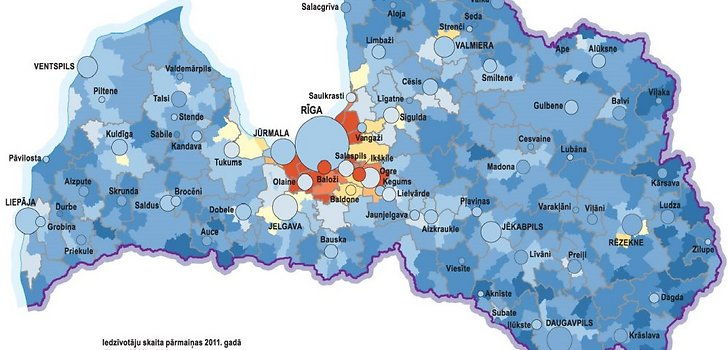 Salacgrīva
Aloja
Seda
Strenči
Limbaži
VALMIERA
Ape
Alūksne
VENTSPILS
Valdemārpils
Smiltene
Piltene
Talsi
Saulkrasti
Cēsis
Līgatne
Viļaka
RĪGA
Gulbene
Balvi
Stende
Sigulda
Kuldīga
Sabile
JŪRMALA
Vangaži
Cesvaine
Kandava
Pāvilosta
Tukums
Salaspils
Ikšķile
Lubāna
Madona
Aizpute
Olaine
Baloži
Ogre
Kārsava
Skrunda
Brocēni
Ķegums
LIEPĀJA
Durbe
Saldus
Dobele
Baldone
Lielvārde
Pļaviņas
Varakļāni
Viļāni
Ludza
Grobiņa
JELGAVA
Jaunjelgava
Aizkraukle
JĒKABPILS
RĒZEKNE
Zilupe
Priekule
Auce
Bauska
Līvāni
Preiļi
Viesīte
Aknīste
Dagda
Subate
Ilūkste
DAUGAVPILS
Krāslava
Iedzīvotāju skaita pārmaiņas 2011. gadā